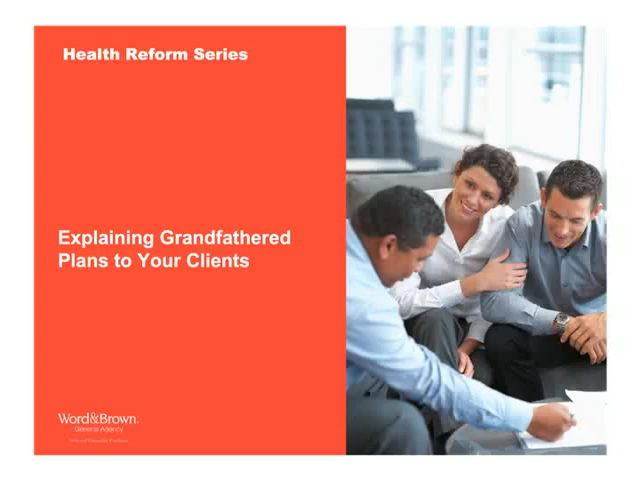 Health Reform Series
Explaining Grandfathered
Plans to Your Clients
Word&Brown.
General Agency